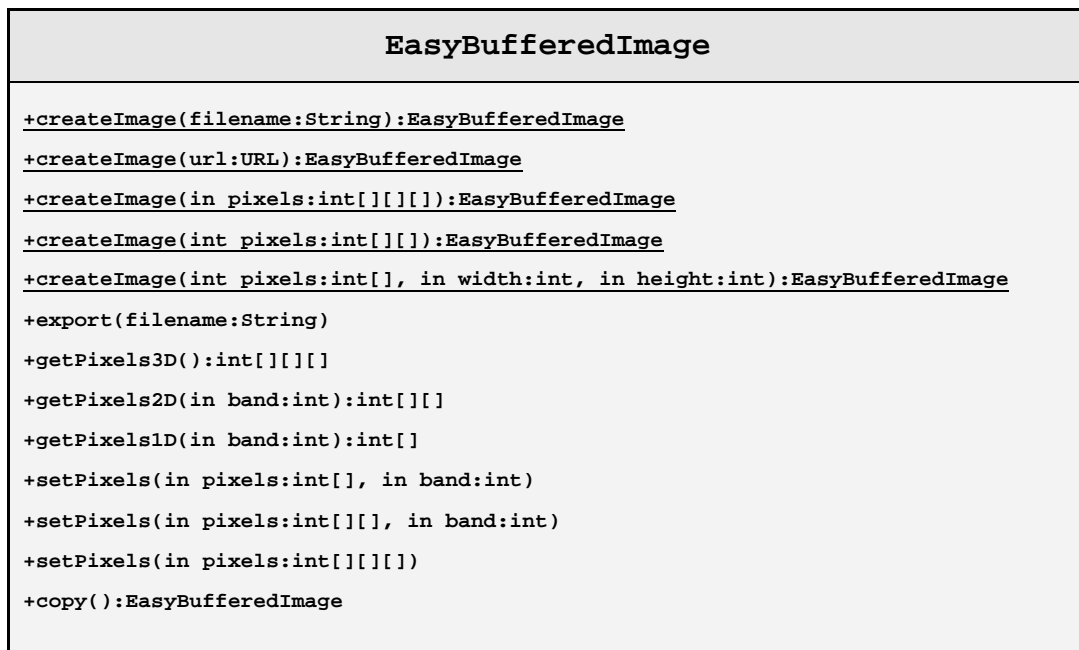 EasyBufferedImage
+createImage(filename:String):EasyBufferedImage
+createImage(url:URL):EasyBufferedImage
+createImage(in pixels:int[][][]):EasyBufferedImage
+createImage(int pixels:int[][]):EasyBufferedImage
+createImage(int pixels:int[], in width:int, in height:int):EasyBufferedImage
+export(filename:String)
+getPixels3D():int[][][]
+getPixels2D(in band:int):int[][]
+getPixels1D(in band:int):int[]
+setPixels(in pixels:int[], in band:int)
+setPixels(in pixels:int[][], in band:int)
+setPixels(in pixels:int[][][])
+copy():EasyBufferedImage